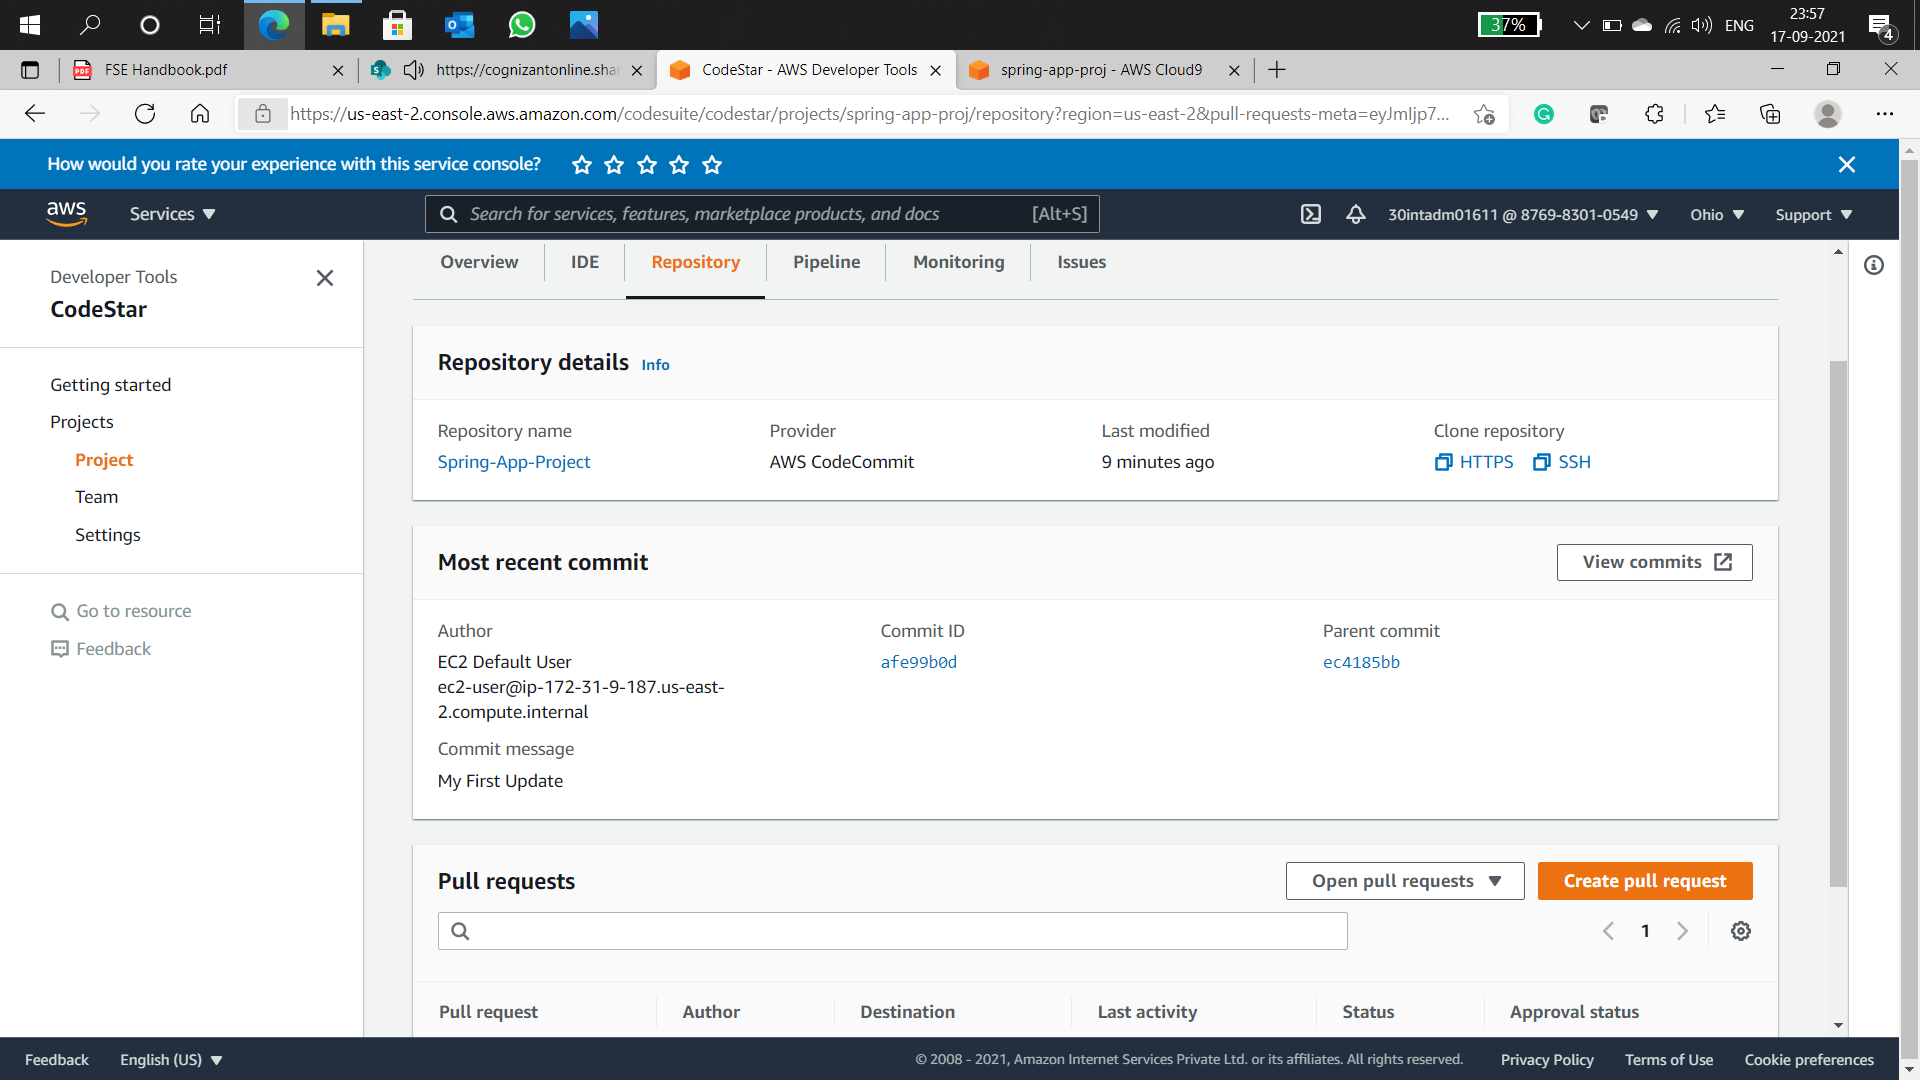 37%
ENG
23:57
17-09-2021
4
FSE Handbook.pdf
https://cognizantonline.sha
CodeStar - AWS Developer Tools
spring-app-proj - AWS Cloud9
https://us-east-2.console.aws.amazon.com/codesuite/codestar/projects/spring-app-proj/repository?region=us-east-2&pull-requests-meta=eyJmljp7...
How would you rate your experience with this service console?
aws
Services
Search for services, features, marketplace products, and docs
[Alt+S]
30intadm01611 @ 8769-8301-0549
Ohio
Support
Developer Tools
CodeStar
Getting started
Projects
Project
Team
Settings
Go to resource
Feedback
Overview
IDE
Repository
Pipeline
Monitoring
Issues
Repository details Info
Repository name
Spring-App-Project
Provider
AWS CodeCommit
Last modified
9 minutes ago
Clone repository
HTTPS SSH
Most recent commit
View commits
Author
EC2 Default User
ec2-user@ip-172-31-9-187.us-east-
2.compute.internal
Commit ID
afe99b0d
Parent commit
ec4185bb
Commit message
My First Update
Pull requests
Open pull requests
Create pull request
1
Pull request
Author
Destination
Last activity
Status
Approval status
Feedback
English (US)
© 2008 - 2021, Amazon Internet Services Private Ltd. or its affiliates. All rights reserved.
Privacy Policy
Terms of Use
Cookie preferences